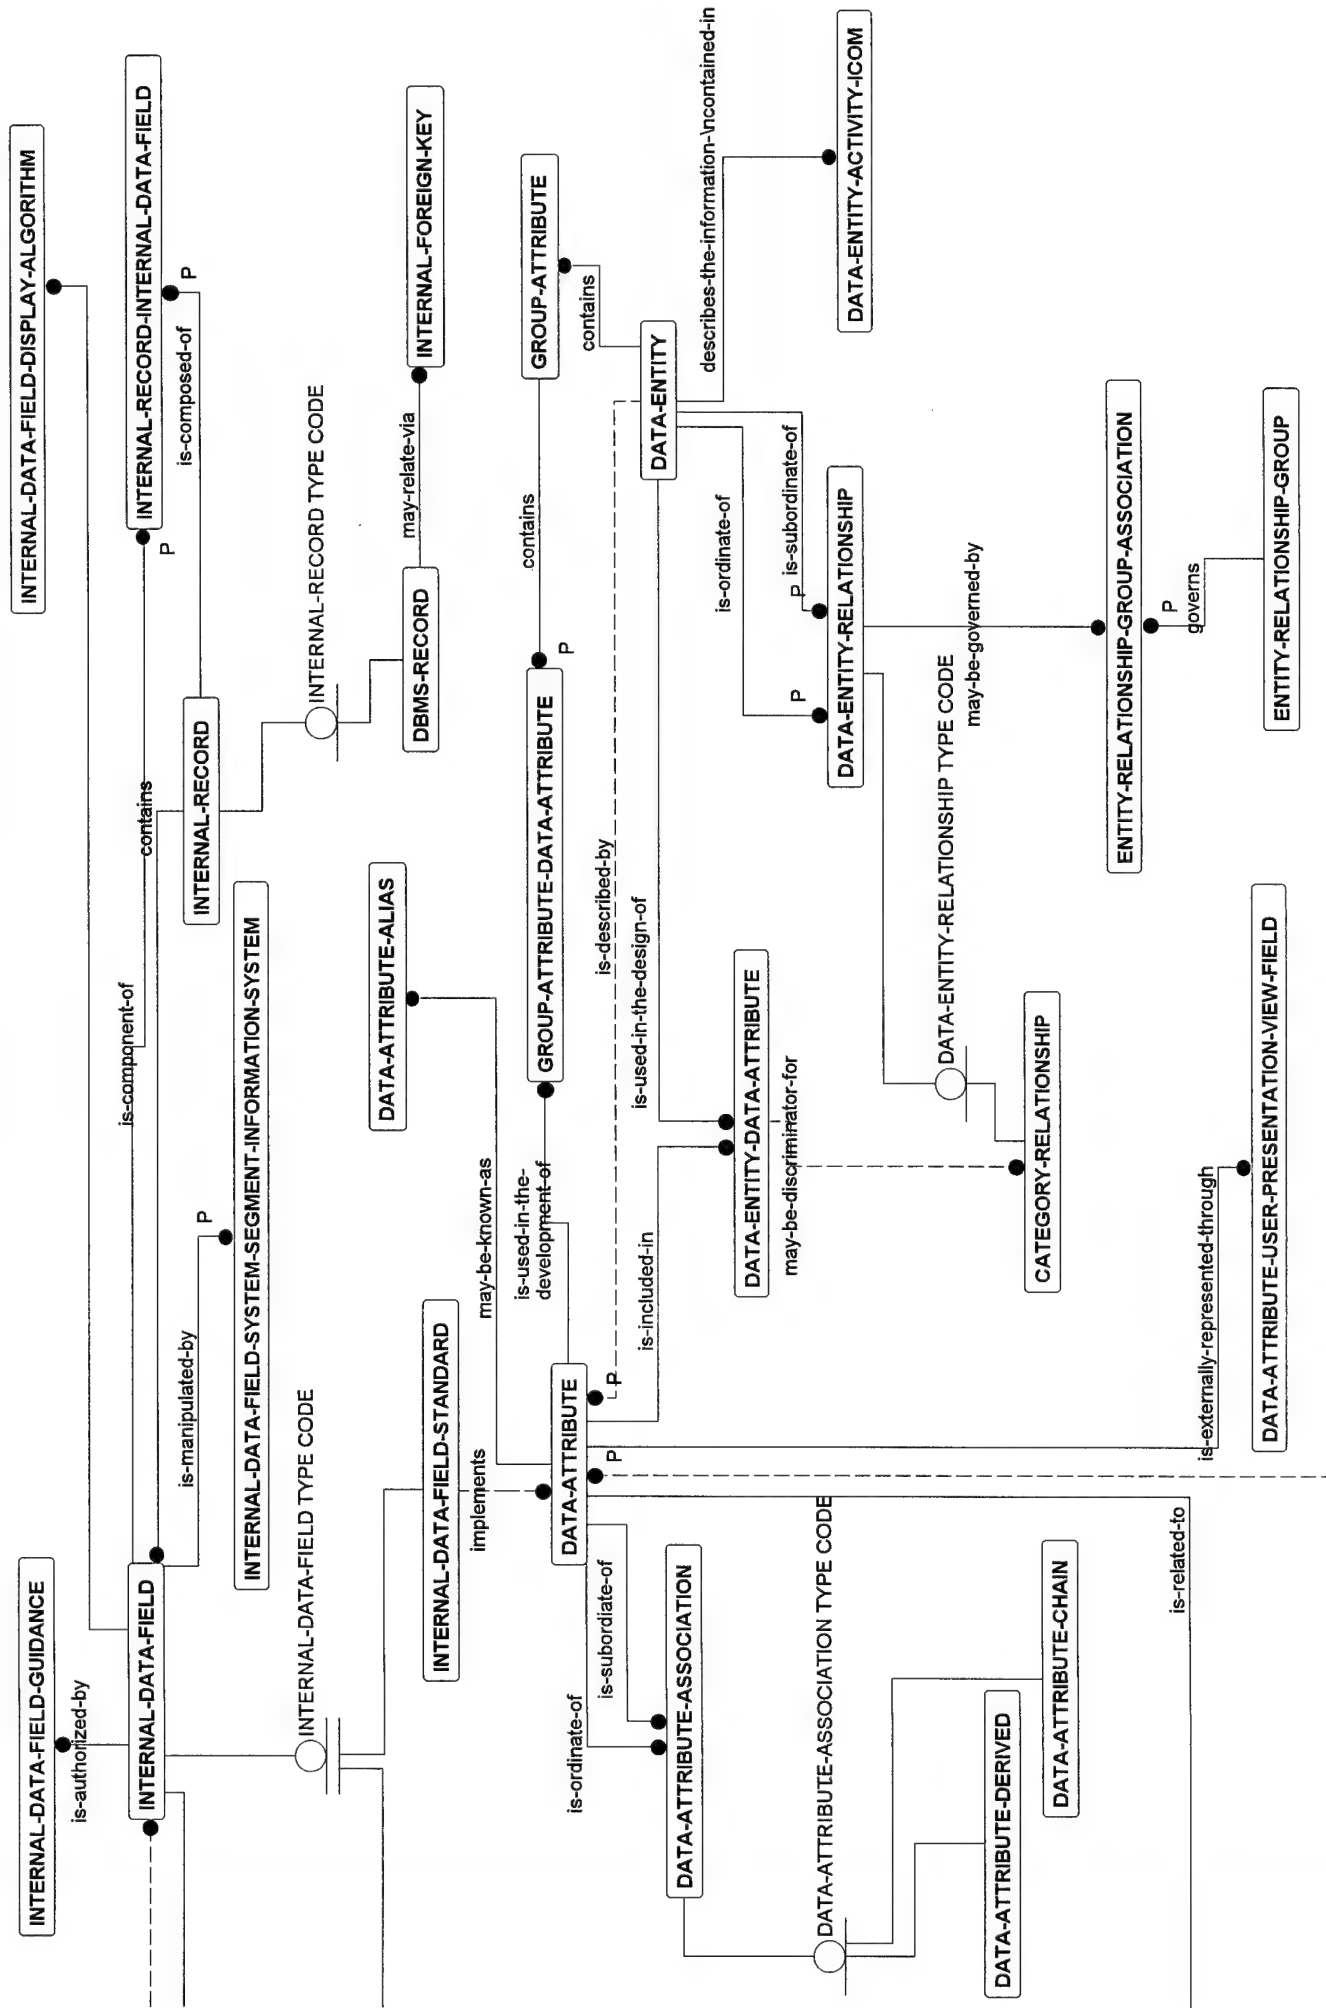 INTERNAL-DATA-FIELD-GUIDANCE
is-authorized-by
INTERNAL-DATA-FIELD
INTERNAL-DATA-FIELD-DISPLAY-ALGORITHM
is-component-of
contains
P
INTERNAL-RECORD-INTERNAL-DATA-FIELD
is-composed-of
P
INTERNAL-RECORD
is-manipulated-by
P
INTERNAL-DATA-FIELD-SYSTEM-SEGMENT-INFORMATION-SYSTEM
INTERNAL-DATA-FIELD TYPE CODE
INTERNAL-RECORD TYPE CODE
DBMS-RECORD
may-relate-via
INTERNAL-FOREIGN-KEY
DATA-ATTRIBUTE-ALIAS
INTERNAL-DATA-FIELD-STANDARD
implements
may-be-known-as
is-used-in-the-
development-of
GROUP-ATTRIBUTE-DATA-ATTRIBUTE
P
contains
GROUP-ATTRIBUTE
contains
DATA-ATTRIBUTE
P
P
is-described-by
is-included-in
is-used-in-the-design-of
DATA-ENTITY
describes-the-information-\ncontained-in
DATA-ENTITY-ACTIVITY-ICOM
is-ordinate-of
is-subordiate-of
DATA-ATTRIBUTE-ASSOCIATION
DATA-ENTITY-DATA-ATTRIBUTE
may-be-discriminator-for
is-ordinate-of
is-subordinate-of
P
P
DATA-ENTITY-RELATIONSHIP
DATA-ATTRIBUTE-ASSOCIATION TYPE CODE
DATA-ENTITY-RELATIONSHIP TYPE CODE
may-be-governed-by
DATA-ATTRIBUTE-DERIVED
DATA-ATTRIBUTE-CHAIN
CATEGORY-RELATIONSHIP
ENTITY-RELATIONSHIP-GROUP-ASSOCIATION
P
governs
is-related-to
is-externally-represented-through
DATA-ATTRIBUTE-USER-PRESENTATION-VIEW-FIELD
ENTITY-RELATIONSHIP-GROUP